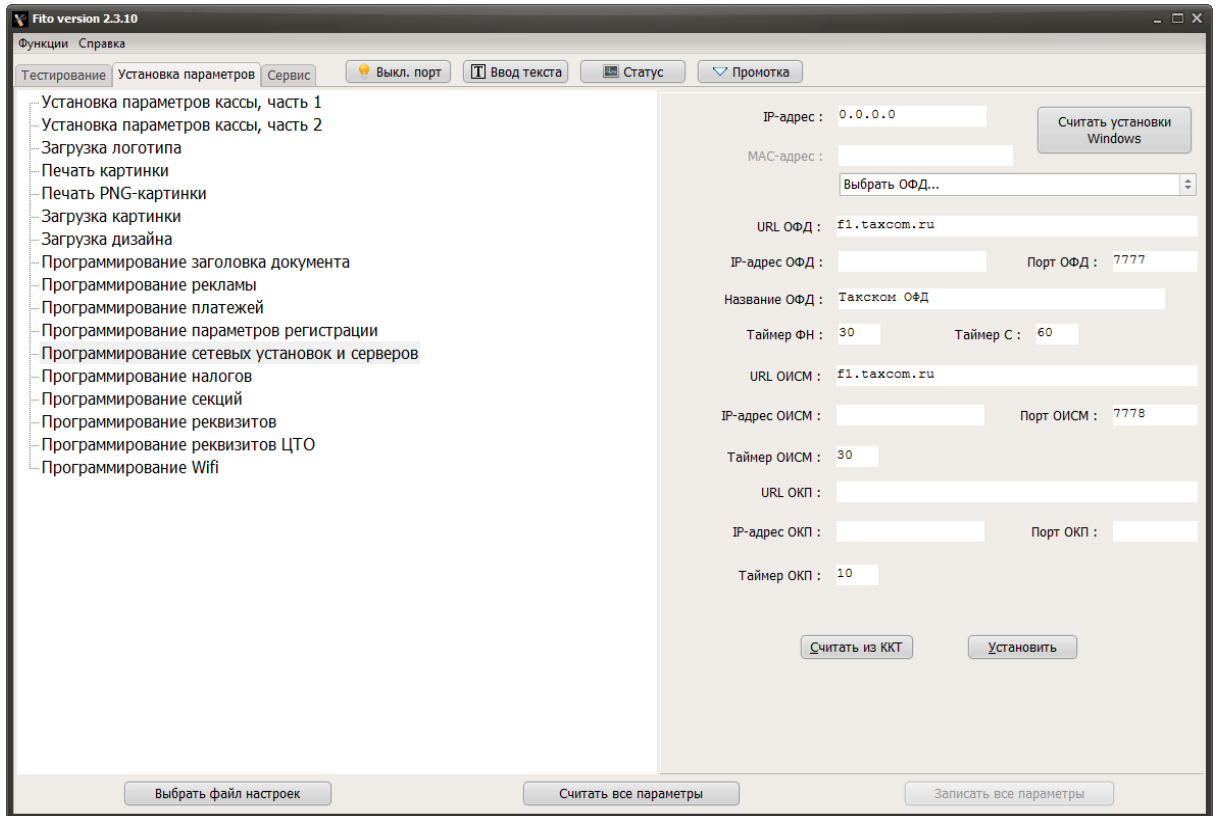 Fito version 2.3.10
Функции Справка
Тестирование Установка параметров Сервис Выкл. порт Ввод текста Статус Промотка
Установка параметров кассы, часть 1
Установка параметров кассы, часть 2
Загрузка логотипа
Печать картинки
Печать PNG-картинки
Загрузка картинки
Загрузка дизайна
Программирование заголовка документа
Программирование рекламы
Программирование платежей
Программирование параметров регистрации
Программирование сетевых установок и серверов
Программирование налогов
Программирование секций
Программирование реквизитов
Программирование реквизитов ЦТО
Программирование Wifi
IP-адрес : 0.0.0.0
Считать установки
Windows
MAC-адрес :
Выбрать ОФД...
URL ОФД : f1.taxcom.ru
IP-адрес ОФД : Порт ОФД : 7777
Название ОФД : Такском ОФД
Таймер ФН : 30 Таймер С : 60
URL ОИСМ : f1.taxcom.ru
IP-адрес ОИСМ : Порт ОИСМ : 7778
Таймер ОИСМ : 30
URL ОКП :
IP-адрес ОКП : Порт ОКП :
Таймер ОКП : 10
Считать из ККТ Установить
Выбрать файл настроек Считать все параметры Записать все параметры